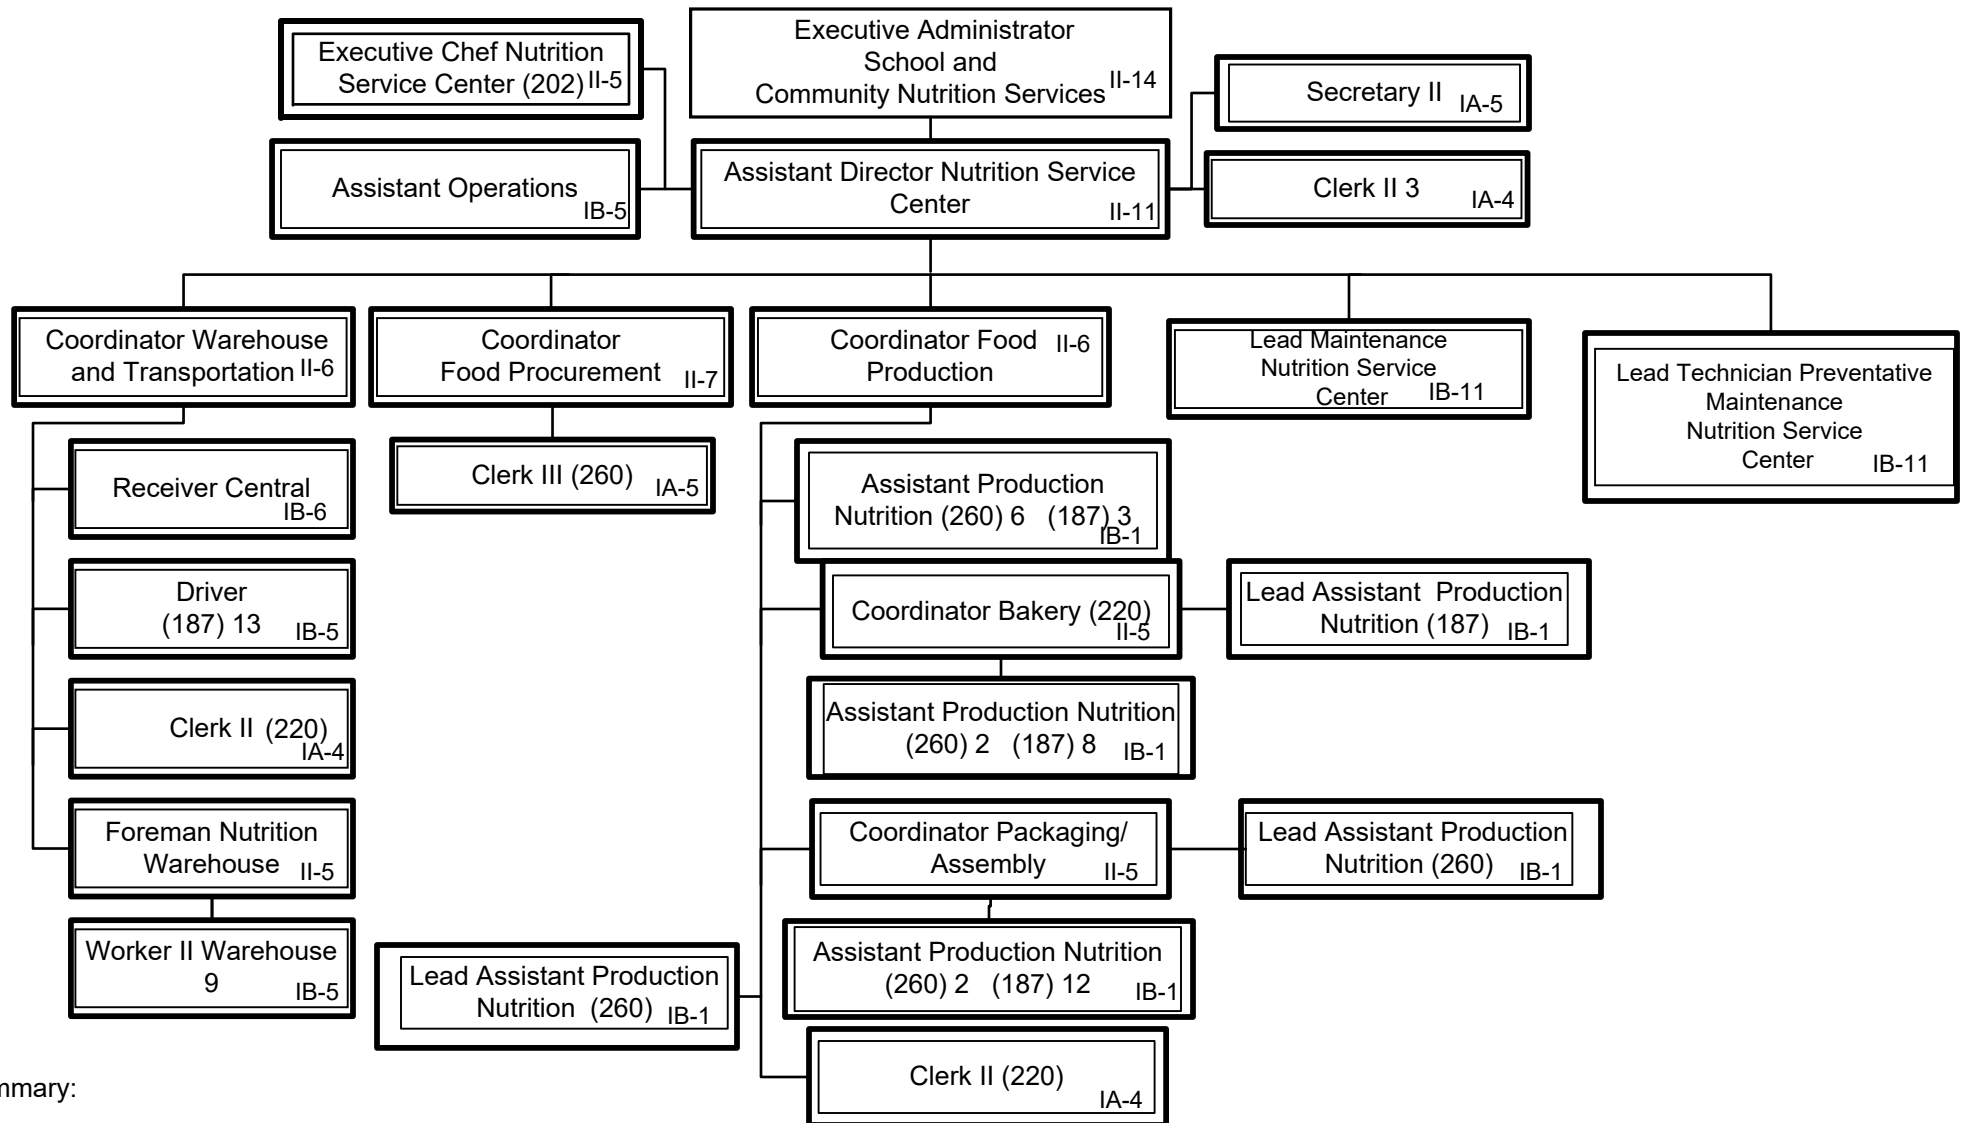 Executive Chef Nutrition
Service Center (202) II-5
Executive Administrator
School and
Community Nutrition Services II-14
Secretary II IA-5
Assistant Operations
IB-5
Assistant Director Nutrition Service
Center II-11
Clerk II 3 IA-4
Coordinator Warehouse
and Transportation II-6
Coordinator
Food Procurement II-7
Coordinator Food II-6
Production
Lead Maintenance
Nutrition Service
Center IB-11
Lead Technician Preventative
Maintenance
Nutrition Service
Center IB-11
Receiver Central
IB-6
Clerk III (260) IA-5
Assistant Production
Nutrition (260) 6 (187) 3
IB-1
Driver
(187) 13 IB-5
Coordinator Bakery (220)
II-5
Lead Assistant Production
Nutrition (187) IB-1
Clerk II (220)
IA-4
Assistant Production Nutrition
(260) 2 (187) 8 IB-1
Foreman Nutrition
Warehouse II-5
Coordinator Packaging/
Assembly II-5
Lead Assistant Production
Nutrition (260) IB-1
Worker II Warehouse
9 IB-5
Lead Assistant Production
Nutrition (260) IB-1
Assistant Production Nutrition
(260) 2 (187) 12 IB-1
Clerk II (220)
IA-4
mmary: